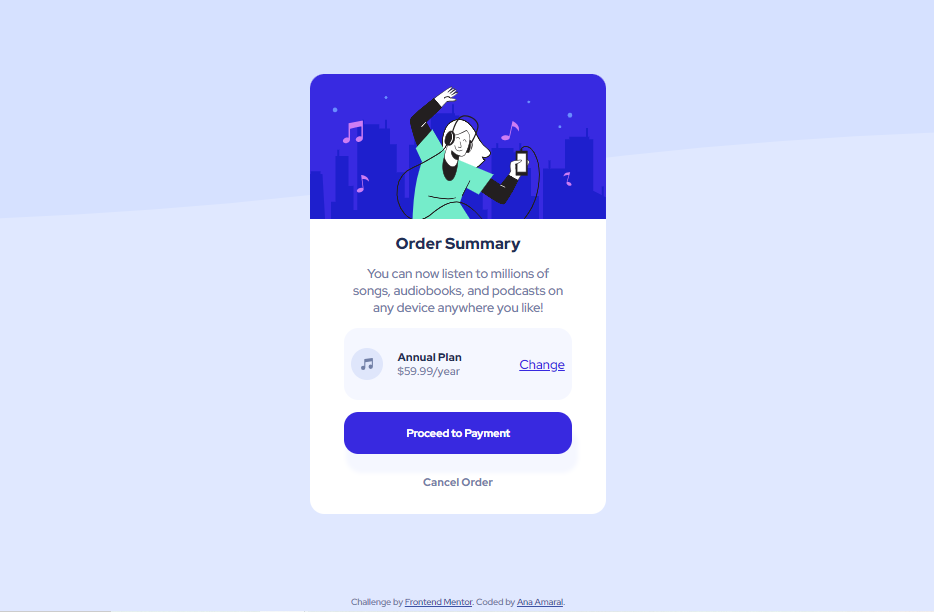 Order Summary
You can now listen to millions of
songs, audiobooks, and podcasts on
any device anywhere you like!
Annual Plan
$59.99/year
Change
Proceed to Payment
Cancel Order
Challenge by Frontend Mentor. Coded by Ana Amaral.